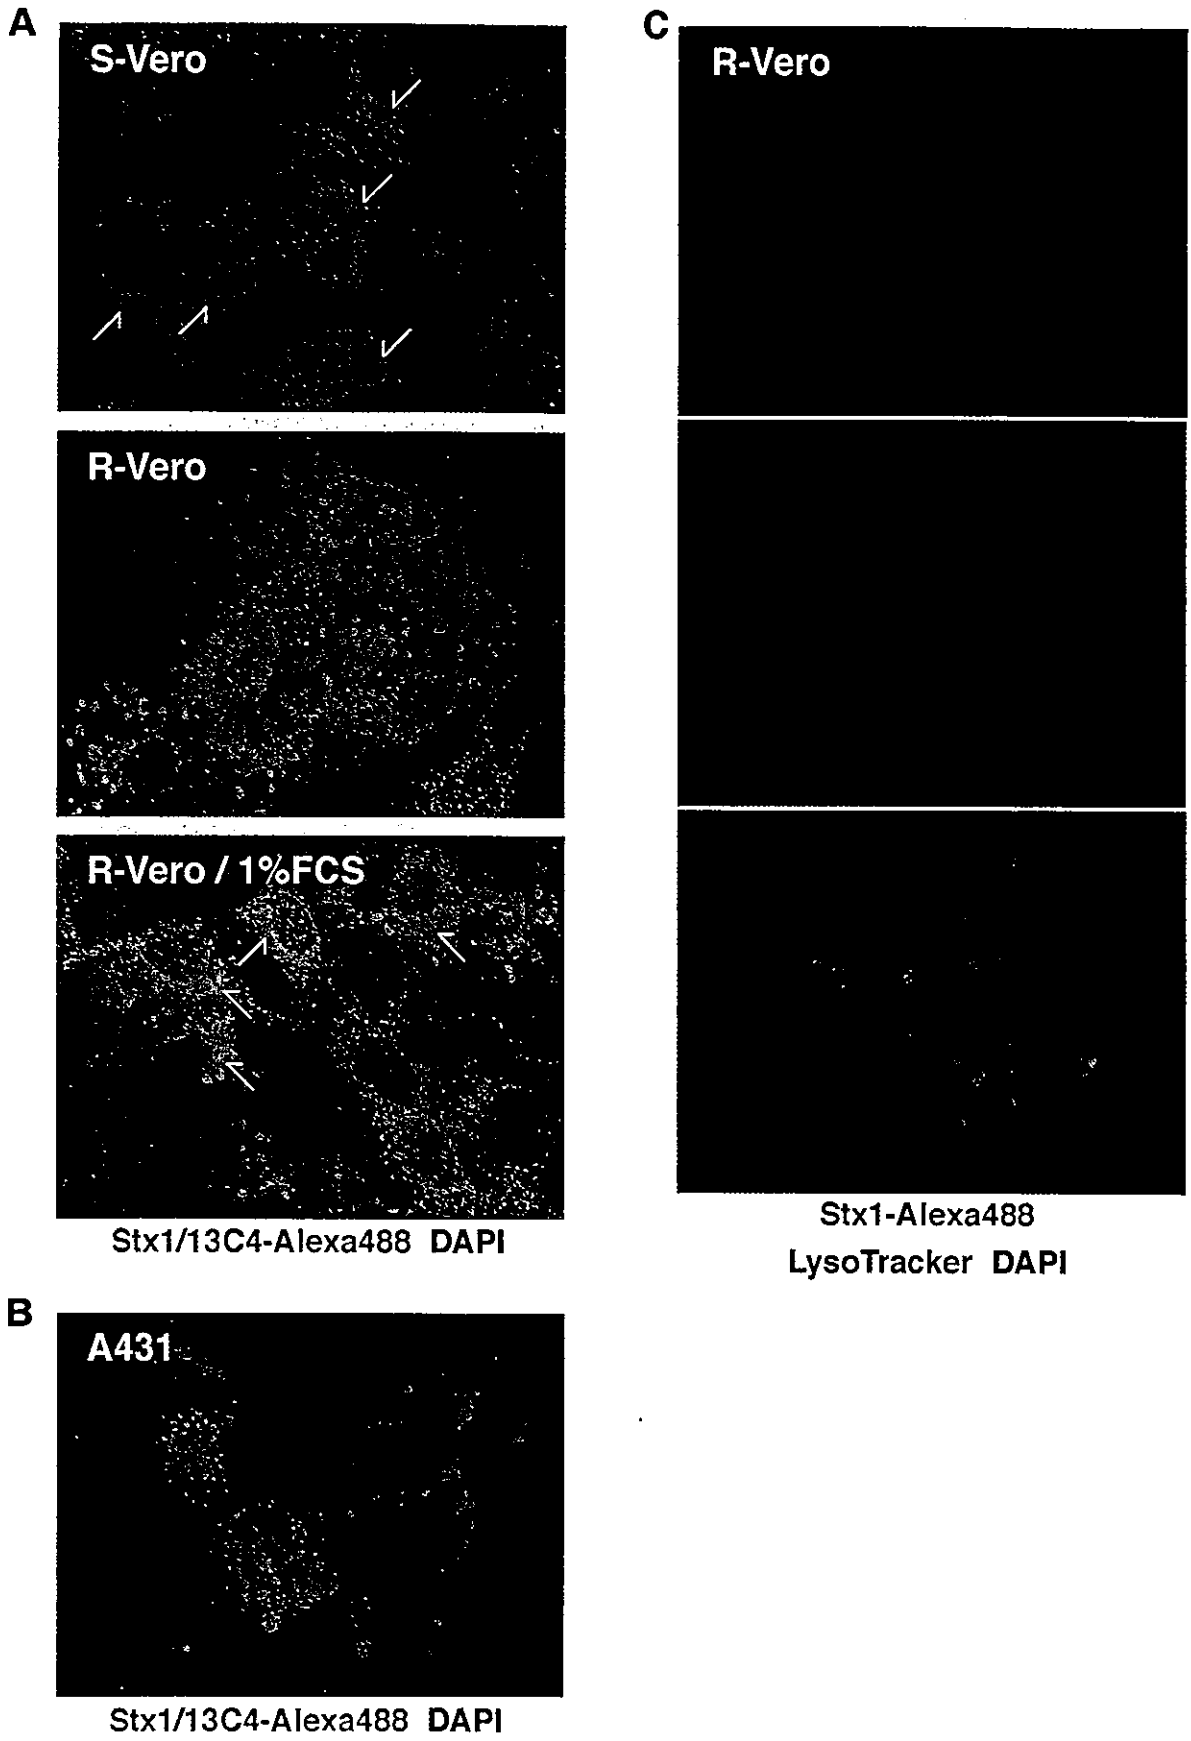 A
S-Vero
R-Vero
R-Vero / 1%FCS
Stx1/13C4-Alexa488 DAPI
B
A431
Stx1/13C4-Alexa488 DAPI
C
R-Vero
Stx1-Alexa488
LysoTracker DAPI